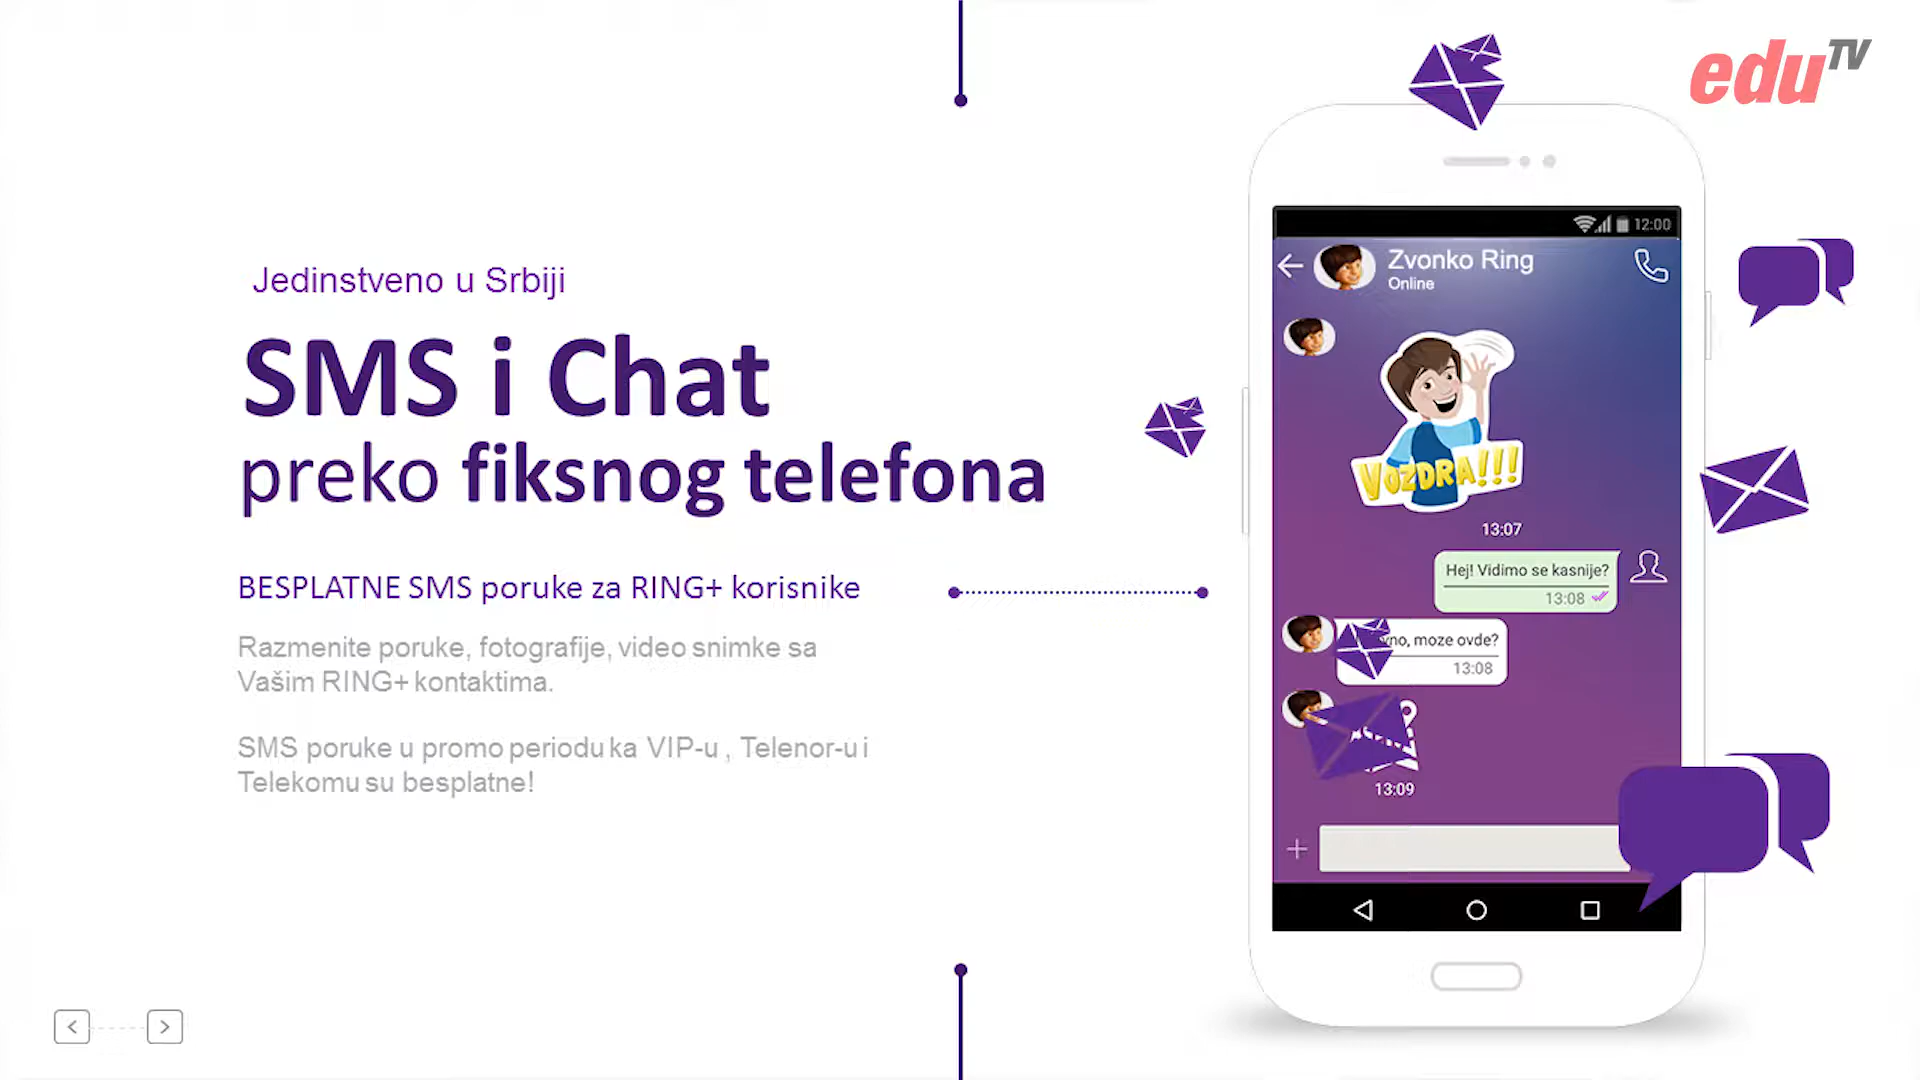 edu TV
Jedinstveno u Srbiji
SMS i Chat
preko fiksnog telefona
BESPLATNE SMS poruke za RING+ korisnike
Razmenite poruke, fotografije, video snimke sa
Vašim RING+ kontaktima.
SMS poruke u promo periodu ka VIP-u , Telenor-u i
Telekomu su besplatne!
12:00
Zvonko Ring
Online
VOZDRA!!!
13:07
Hej! Vidimo se kasnije?
13:08
moze ovde?
13:08
13:09